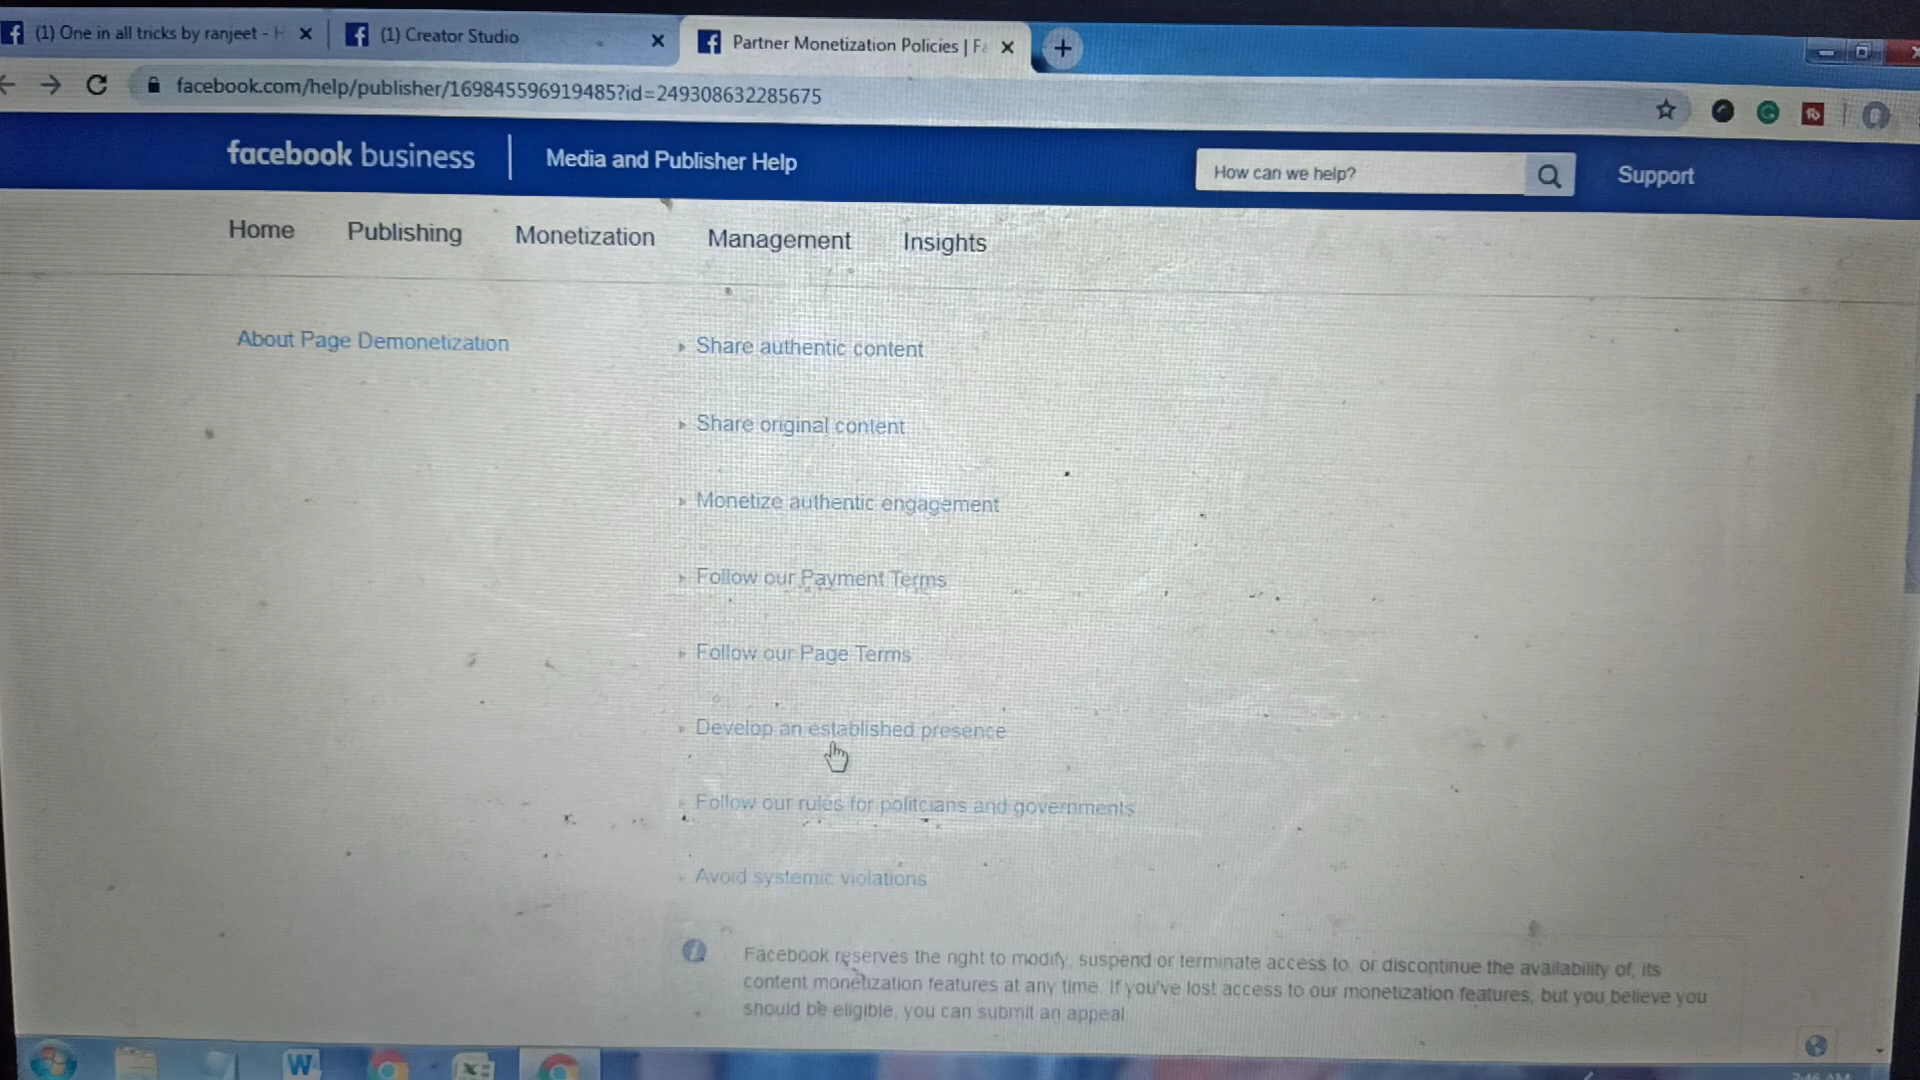 (1) One in all tricks by ranjeet -
(1) Creator Studio
Partner Monetization Policies | Fa
facebook.com/help/publisher/169845596919485?id=249308632285675
facebook business
Media and Publisher Help
How can we help?
Support
Home
Publishing
Monetization
Management
Insights
About Page Demonetization
Share authentic content
Share original content
Monetize authentic engagement
Follow our Payment Terms
Follow our Page Terms
Develop an established presence
Follow our rules for politcians and governments
Avoid systemic violations
Facebook reserves the right to modify, suspend or terminate access to, or discontinue the availability of, its
content monetization features at any time. If you've lost access to our monetization features, but you believe you
should be eligible, you can submit an appeal.